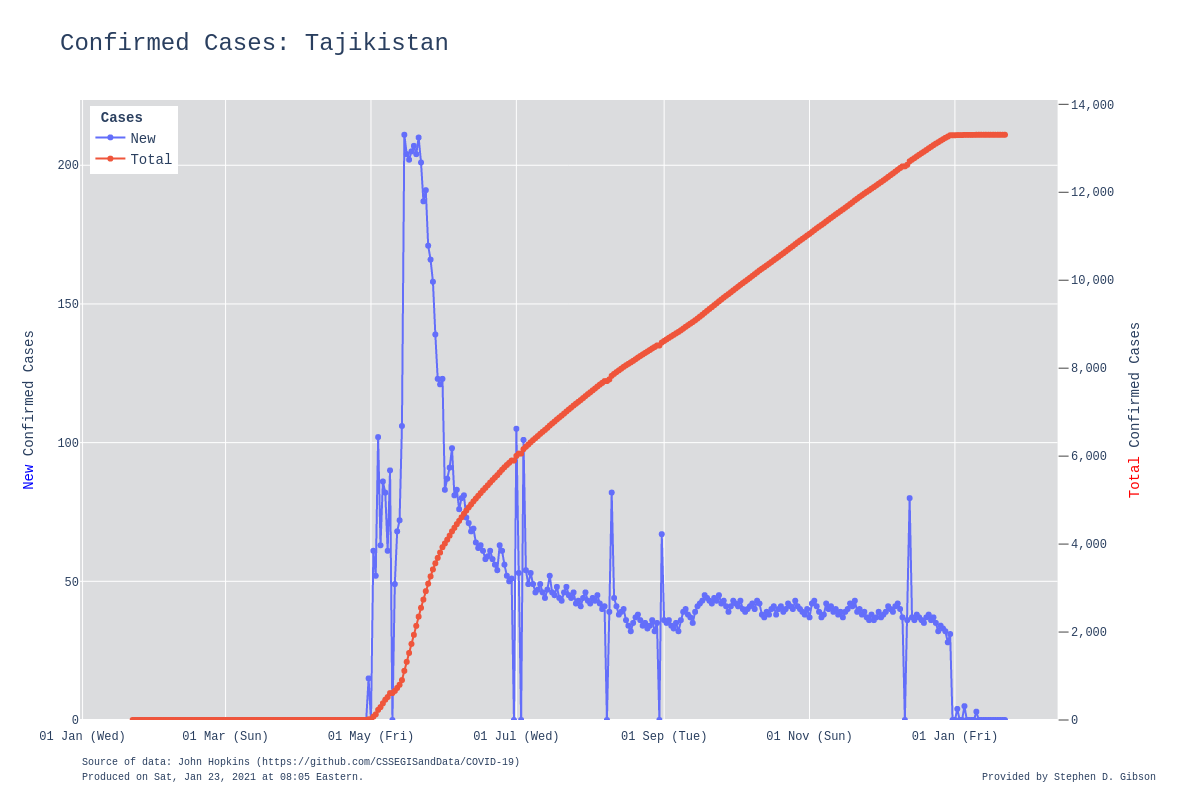 Confirmed Cases: Tajikistan
Cases
New
Total
200
150
100
50
0
14,000
12,000
10,000
8,000
6,000
4,000
2,000
0
New Confirmed Cases
Total Confirmed Cases
01 Jan (Wed)
01 Mar (Sun)
01 May (Fri)
01 Jul (Wed)
01 Sep (Tue)
01 Nov (Sun)
01 Jan (Fri)
Source of data: John Hopkins (https://github.com/CSSEGISandData/COVID-19)
Produced on Sat, Jan 23, 2021 at 08:05 Eastern.
Provided by Stephen D. Gibson